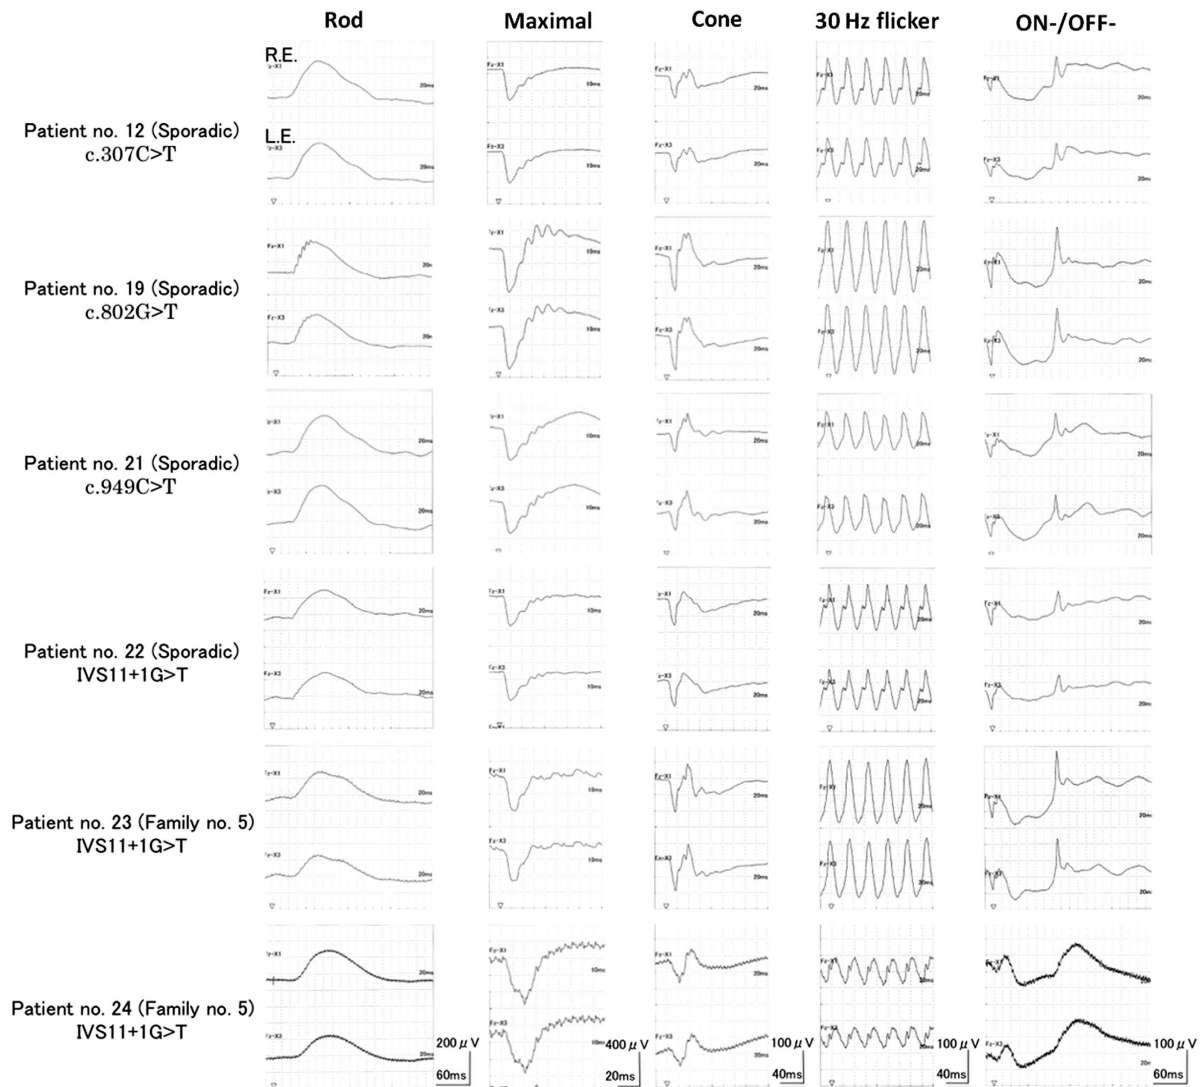 Rod Maximal Cone 30 Hz flicker ON-/OFF-
R.E.
L.E.
Patient no. 12 (Sporadic)
c.307C>T
Patient no. 19 (Sporadic)
c.802G>T
Patient no. 21 (Sporadic)
c.949C>T
Patient no. 22 (Sporadic)
IVS11+1G>T
Patient no. 23 (Family no. 5)
IVS11+1G>T
Patient no. 24 (Family no. 5)
IVS11+1G>T
200 μV 400 μV 100 μV 100 μV 100 μV
60ms 20ms 40ms 40ms 60ms